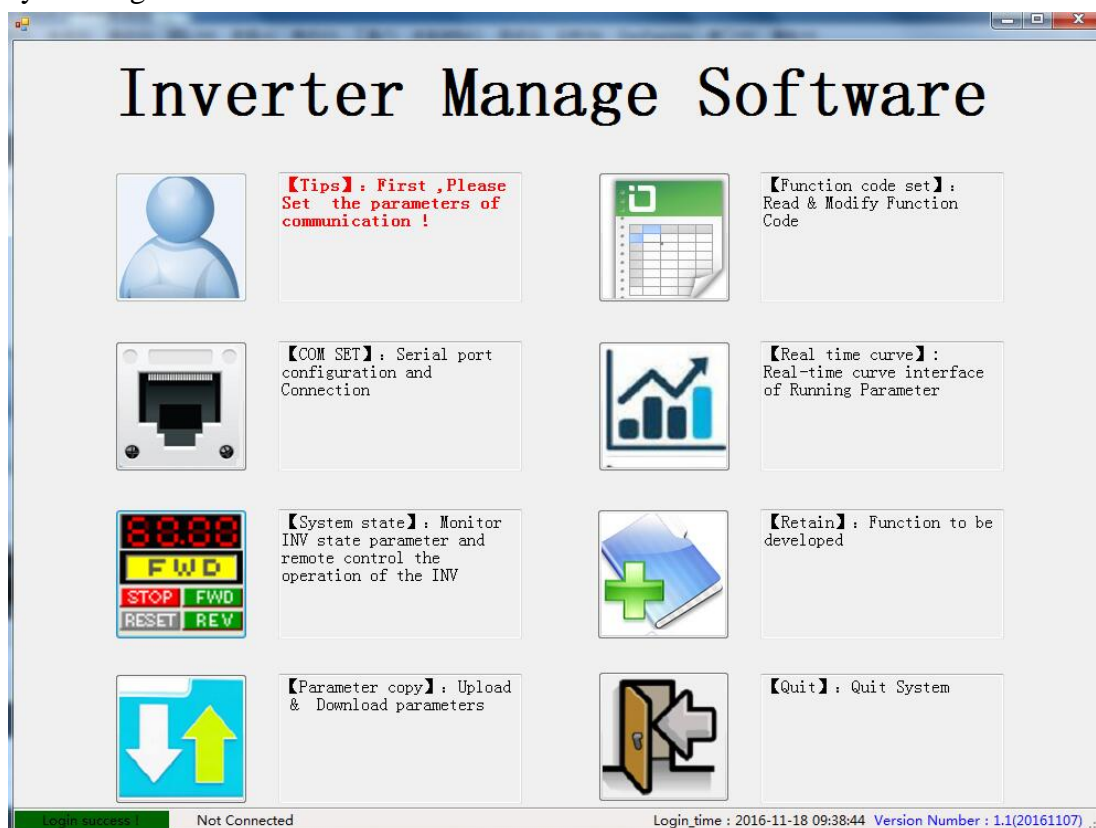 Inverter Manage Software
【Tips】: First ,Please
Set the parameters of
communication !
【Function code set】:
Read & Modify Function
Code
【COM SET】: Serial port
configuration and
Connection
【Real time curve】:
Real-time curve interface
of Running Parameter
88.88
FWD
STOP FWD
RESET REV
【System state】: Monitor
INV state parameter and
remote control the
operation of the INV
【Retain】: Function to be
developed
【Parameter copy】: Upload
& Download parameters
【Quit】: Quit System
Login success !
Not Connected
Login_time : 2016-11-18 09:38:44
Version Number : 1.1(20161107)